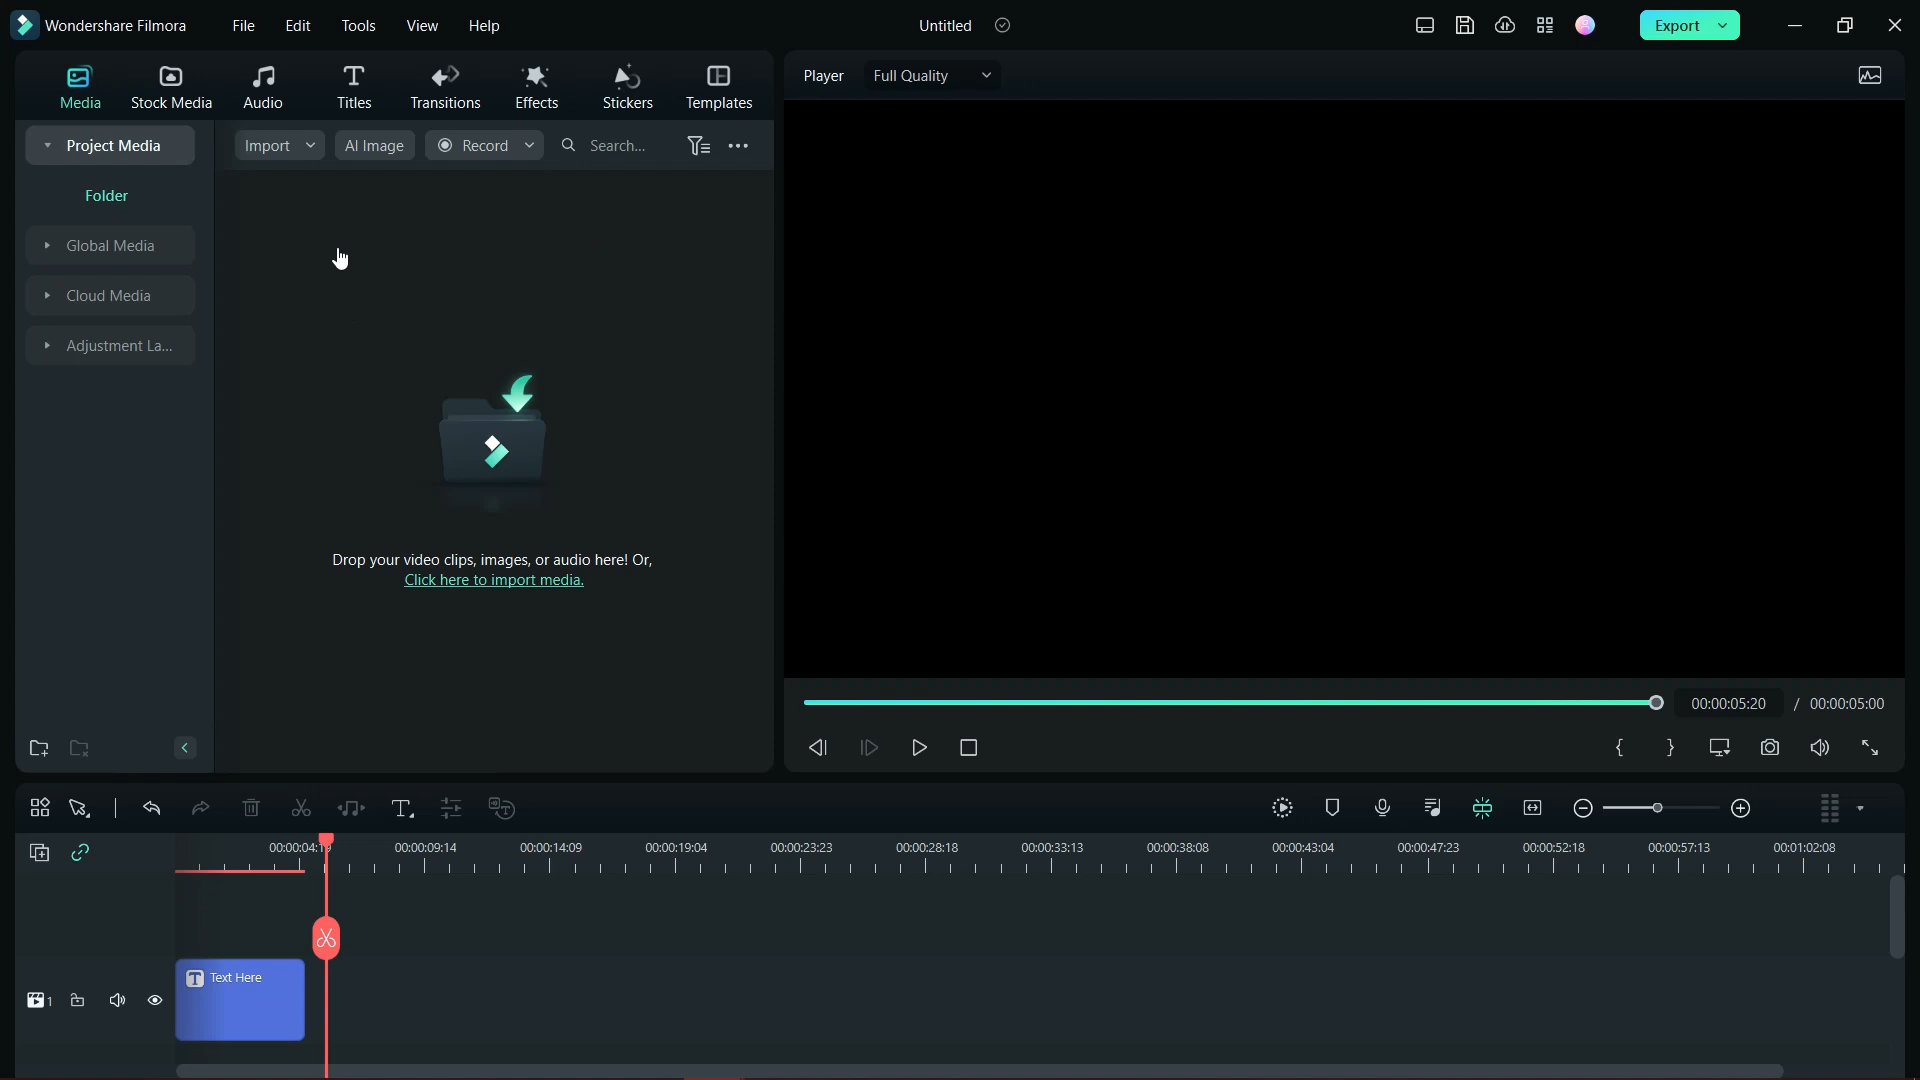 Wondershare Filmora
File
Edit
Tools
View
Help
Untitled
Export
Media
Stock Media
Audio
Titles
Transitions
Effects
Stickers
Templates
Player
Full Quality
Project Media
Import
AI Image
Record
Search...
Folder
Global Media
Cloud Media
Adjustment La...
Drop your video clips, images, or audio here! Or,
Click here to import media.
00:00:05:20 / 00:00:05:00
00:00:04:19
00:00:09:14
00:00:14:09
00:00:19:04
00:00:23:23
00:00:28:18
00:00:33:13
00:00:38:08
00:00:43:04
00:00:47:23
00:00:52:18
00:00:57:13
00:01:02:08
T Text Here
1